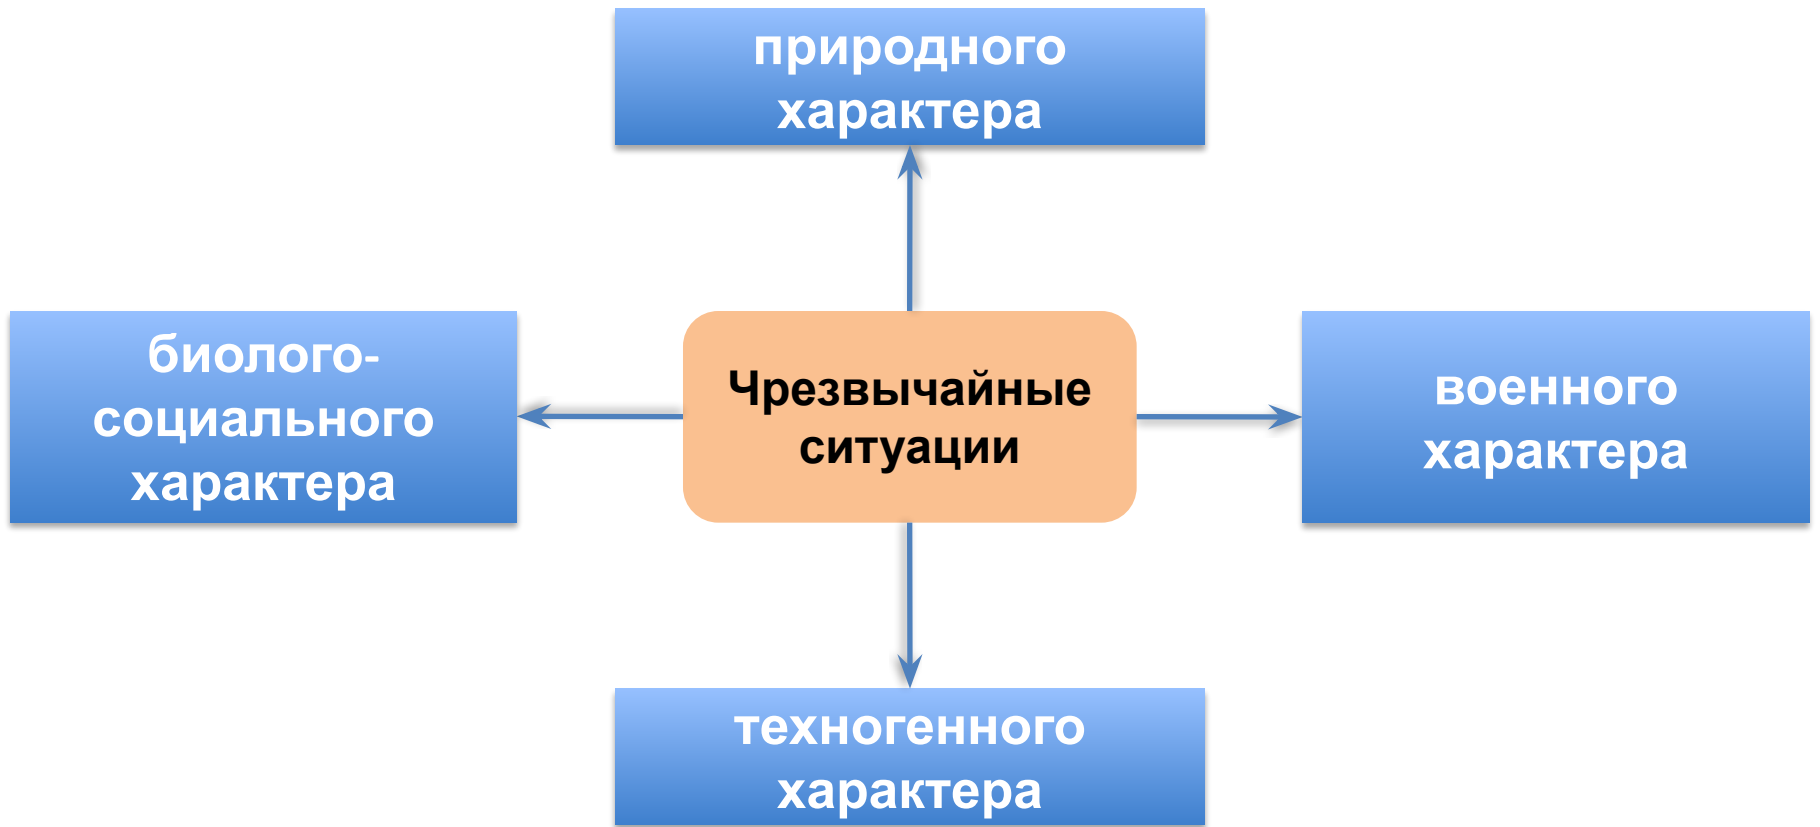 природного
характера
биолого-
социального
характера
Чрезвычайные
ситуации
военного
характера
техногенного
характера